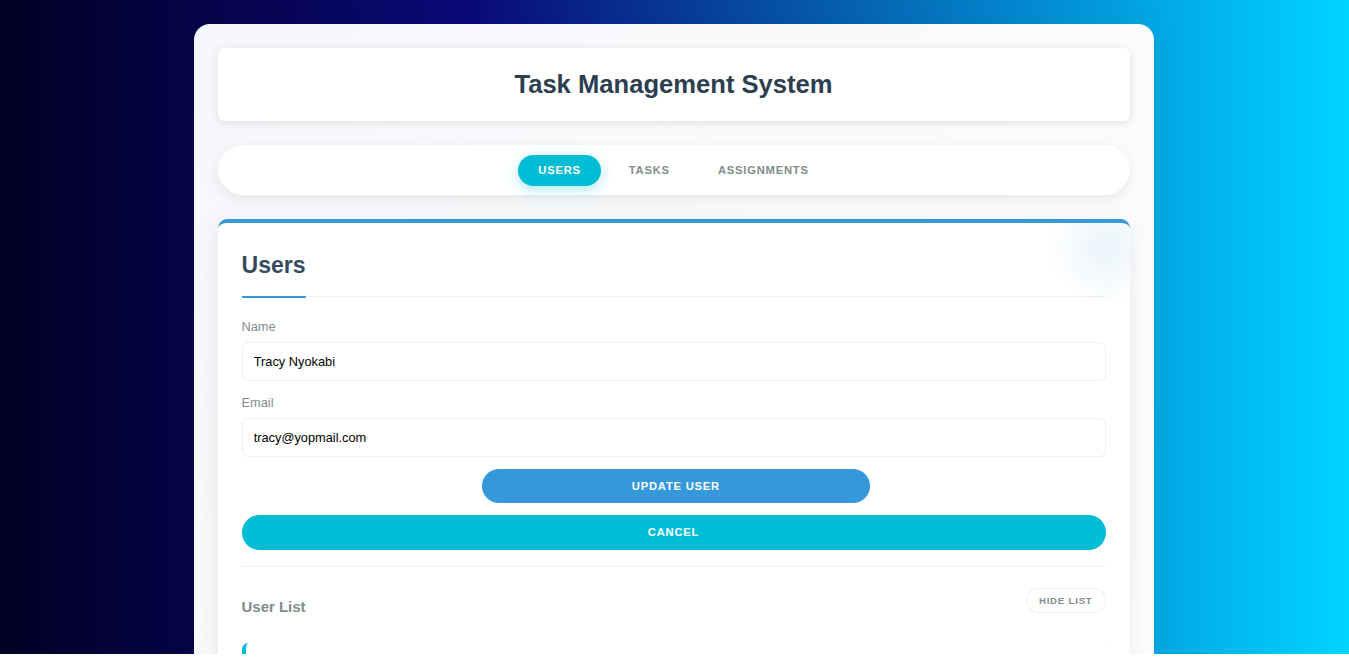 Task Management System
USERS TASKS ASSIGNMENTS
Users
Name
Tracy Nyokabi
Email
tracy@yopmail.com
UPDATE USER
CANCEL
User List
HIDE LIST